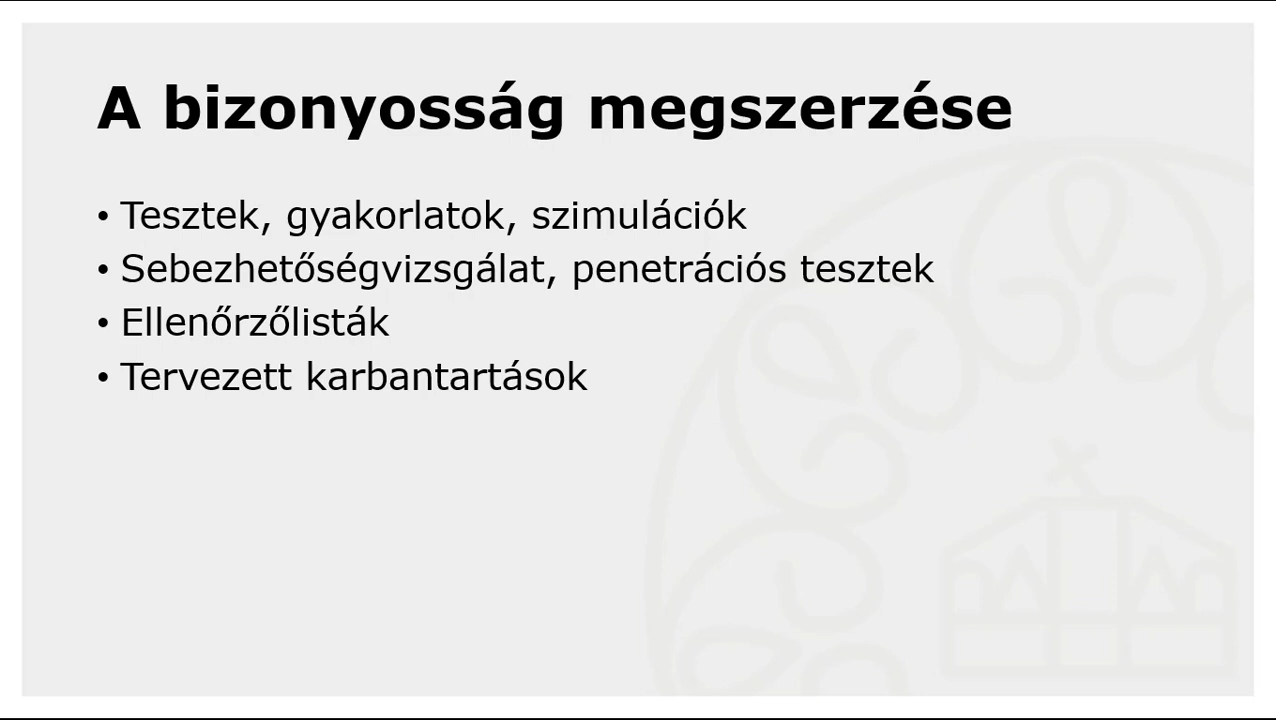 A bizonyosság megszerzése
• Tesztek, gyakorlatok, szimulációk
• Sebezhetőségvizsgálat, penetrációs tesztek
• Ellenőrzőlisták
• Tervezett karbantartások